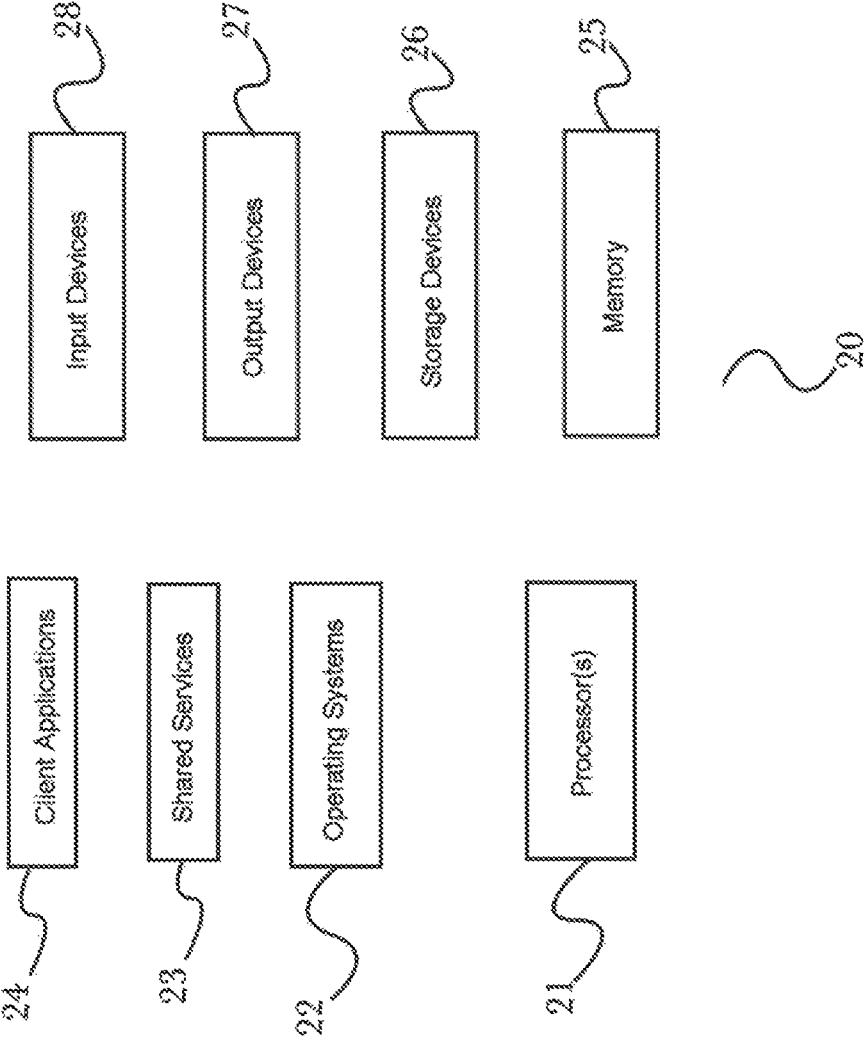 24
Client Applications
Input Devices
28
23
Shared Services
Output Devices
27
22
Operating Systems
Storage Devices
26
21
Processor(s)
Memory
25
20